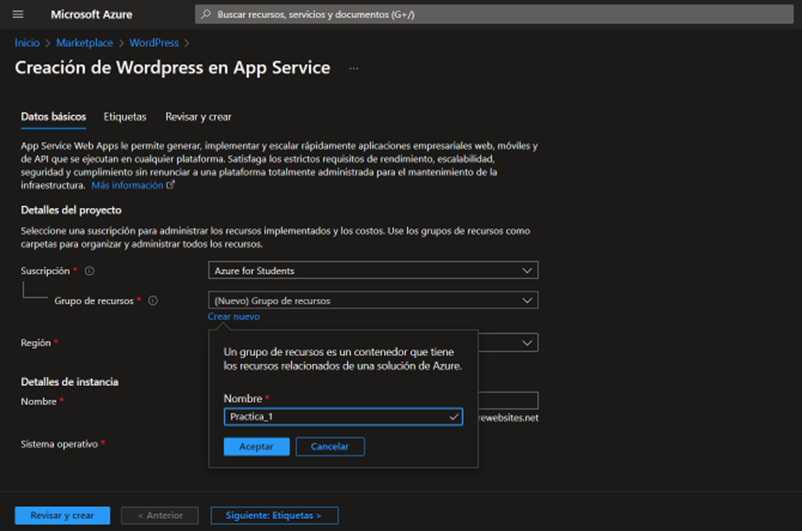 Microsoft Azure
Buscar recursos, servicios y documentos (G+/)
Inicio > Marketplace > WordPress >
Creación de Wordpress en App Service ...
Datos básicos Etiquetas Revisar y crear
App Service Web Apps le permite generar, implementar y escalar rápidamente aplicaciones empresariales web, móviles y
de API que se ejecutan en cualquier plataforma. Satisfaga los estrictos requisitos de rendimiento, escalabilidad,
seguridad y cumplimiento sin renunciar a una plataforma totalmente administrada para el mantenimiento de la
infraestructura. Más información
Detalles del proyecto
Seleccione una suscripción para administrar los recursos implementados y los costos. Use los grupos de recursos como
carpetas para organizar y administrar todos los recursos.
Suscripción * Azure for Students
Grupo de recursos * (Nuevo) Grupo de recursos
Crear nuevo
Región *
Un grupo de recursos es un contenedor que tiene
los recursos relacionados de una solución de Azure.
Detalles de instancia
Nombre *
rewebsites.net
Nombre *
Practica_1
Sistema operativo *
Aceptar Cancelar
Revisar y crear < Anterior Siguiente: Etiquetas >